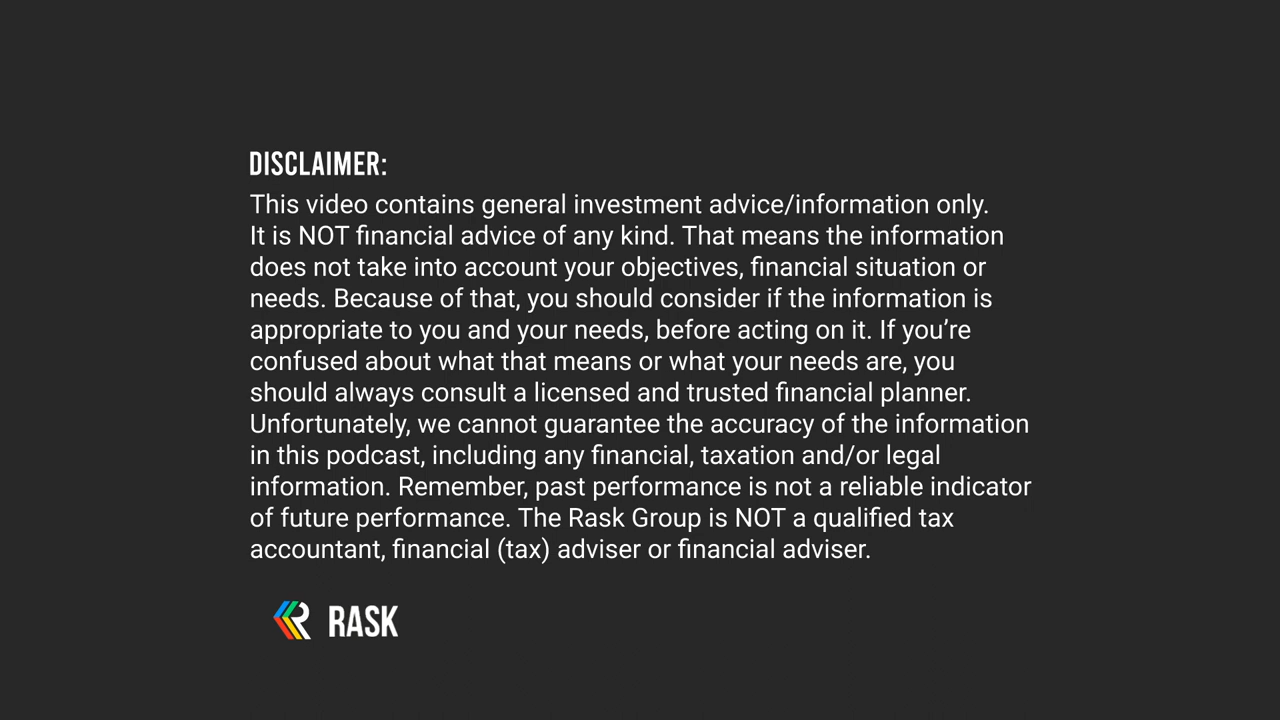 DISCLAIMER:
This video contains general investment advice/information only.
It is NOT financial advice of any kind. That means the information
does not take into account your objectives, financial situation or
needs. Because of that, you should consider if the information is
appropriate to you and your needs, before acting on it. If you’re
confused about what that means or what your needs are, you
should always consult a licensed and trusted financial planner.
Unfortunately, we cannot guarantee the accuracy of the information
in this podcast, including any financial, taxation and/or legal
information. Remember, past performance is not a reliable indicator
of future performance. The Rask Group is NOT a qualified tax
accountant, financial (tax) adviser or financial adviser.
RASK